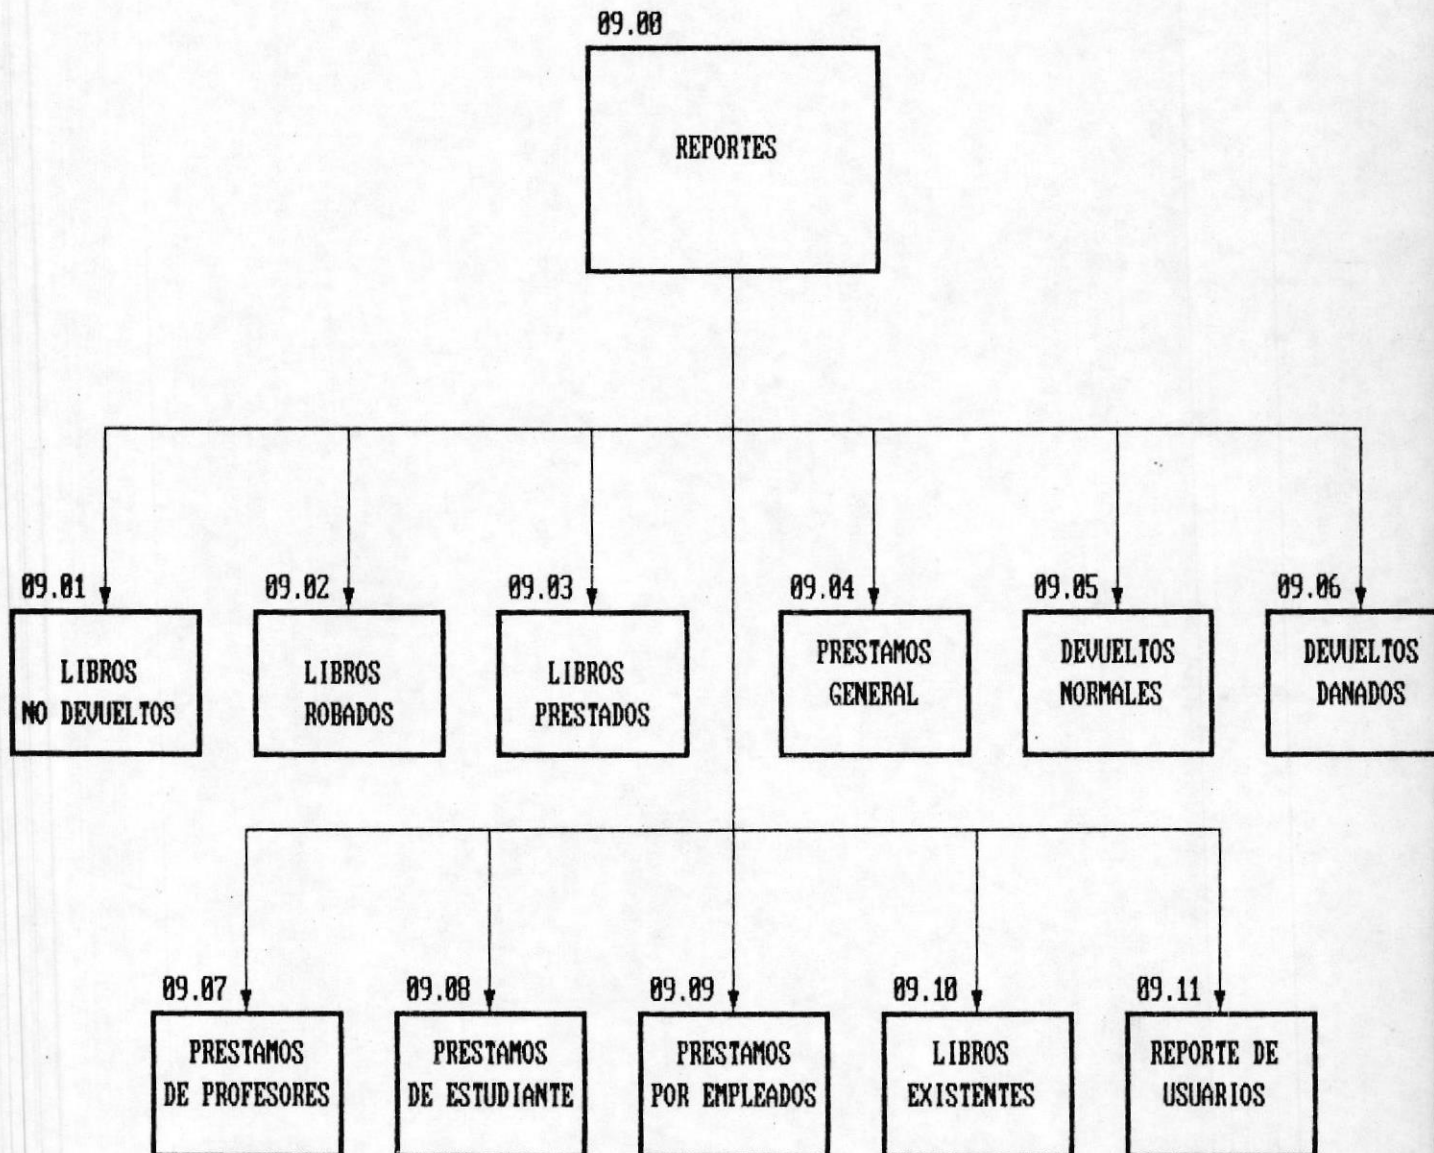 09.00
REPORTES
09.01
LIBROS
NO DEVUELTOS
09.02
LIBROS
ROBADOS
09.03
LIBROS
PRESTADOS
09.04
PRESTAMOS
GENERAL
09.05
DEVUELTOS
NORMALES
09.06
DEVUELTOS
DANADOS
09.07
PRESTAMOS
DE PROFESORES
09.08
PRESTAMOS
DE ESTUDIANTE
09.09
PRESTAMOS
POR EMPLEADOS
09.10
LIBROS
EXISTENTES
09.11
REPORTE DE
USUARIOS